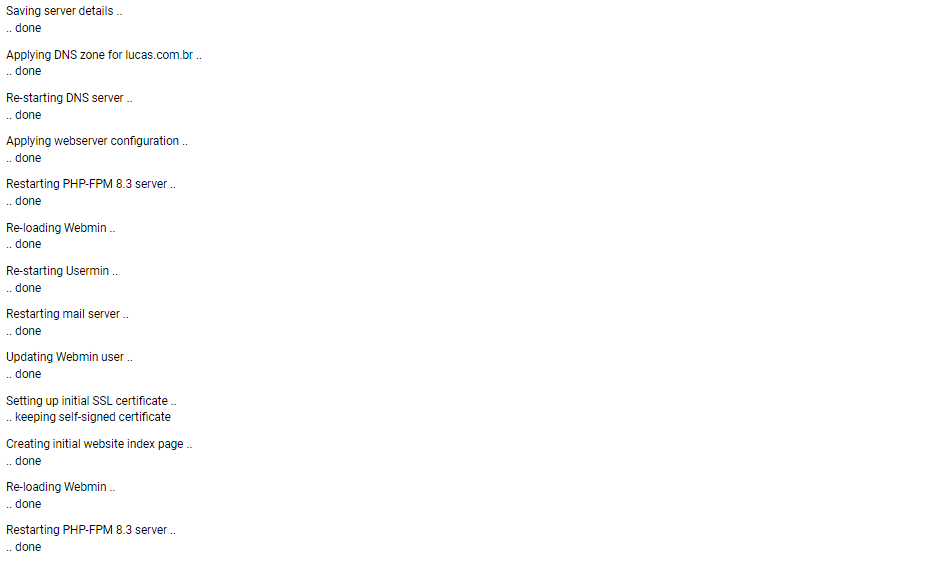 Saving server details ..
.. done
Applying DNS zone for lucas.com.br ..
.. done
Re-starting DNS server ..
.. done
Applying webserver configuration ..
.. done
Restarting PHP-FPM 8.3 server ..
.. done
Re-loading Webmin ..
.. done
Re-starting Usermin ..
.. done
Restarting mail server ..
.. done
Updating Webmin user ..
.. done
Setting up initial SSL certificate ..
.. keeping self-signed certificate
Creating initial website index page ..
.. done
Re-loading Webmin ..
.. done
Restarting PHP-FPM 8.3 server ..
.. done